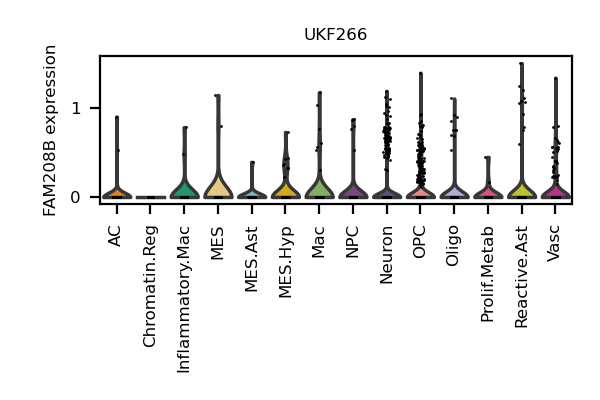 UKF266
FAM208B expression
1
0
AC
Chromatin.Reg
Inflammatory.Mac
MES
MES.Ast
MES.Hyp
Mac
NPC
Neuron
OPC
Oligo
Prolif.Metab
Reactive.Ast
Vasc